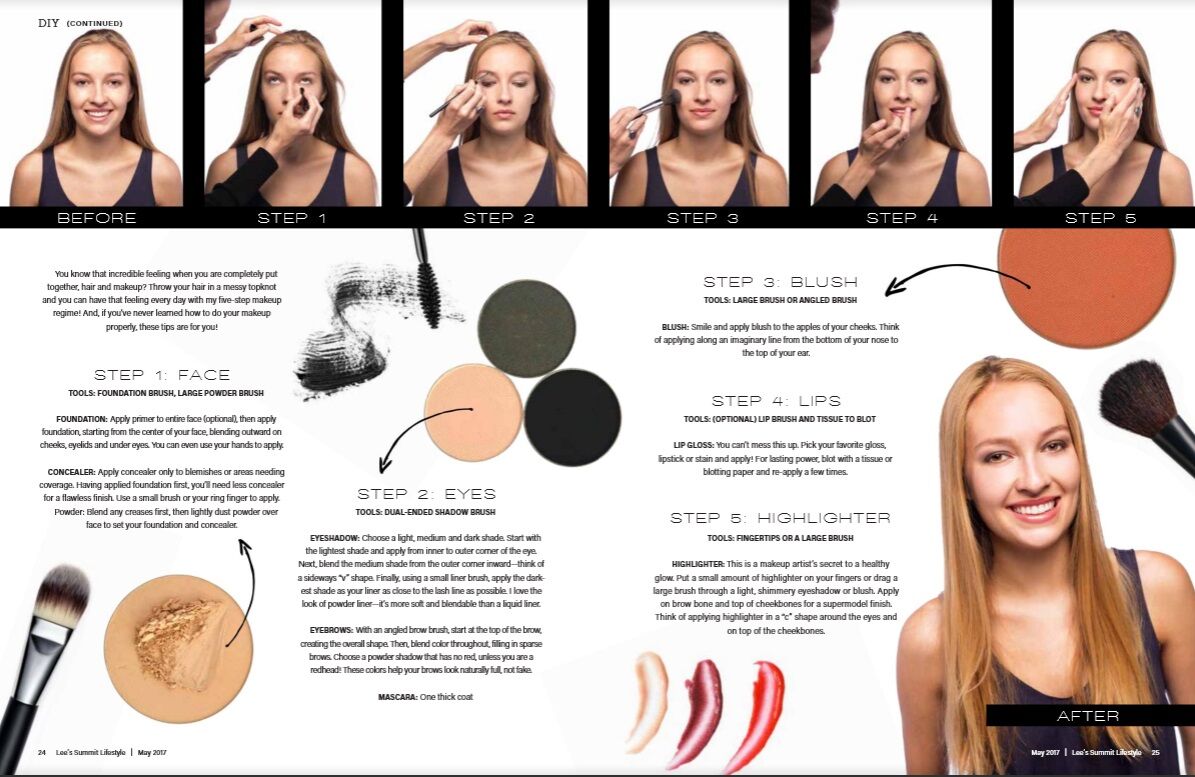 DIY (CONTINUED)
BEFORE
STEP 1
STEP 2
STEP 3
STEP 4
STEP 5
You know that incredible feeling when you are completely put
together, hair and makeup? Throw your hair in a messy topknot
and you can have that feeling every day with my five-step makeup
regime! And, if you've never learned how to do your makeup
properly, these tips are for you!
STEP 1: FACE
TOOLS: FOUNDATION BRUSH, LARGE POWDER BRUSH
FOUNDATION: Apply primer to entire face (optional), then apply
foundation, starting from the center of your face, blending outward on
cheeks, eyelids and under eyes. You can even use your hands to apply.
CONCEALER: Apply concealer only to blemishes or areas needing
coverage. Having applied foundation first, you'll need less concealer
for a flawless finish. Use a small brush or your ring finger to apply.
Powder: Blend any creases first, then lightly dust powder over
face to set your foundation and concealer.
STEP 2: EYES
TOOLS: DUAL-ENDED SHADOW BRUSH
EYESHADOW: Choose a light, medium and dark shade. Start with
the lightest shade and apply from inner to outer corner of the eye.
Next, blend the medium shade from the outer corner inward—think of
a sideways "v" shape. Finally, using a small liner brush, apply the dark-
est shade as your liner as close to the lash line as possible. I love the
look of powder liner—it's more soft and blendable than a liquid liner.
EYEBROWS: With an angled brow brush, start at the top of the brow,
creating the overall shape. Then, blend color throughout, filling in sparse
brows. Choose a powder shadow that has no red, unless you are a
redhead! These colors help your brows look naturally full, not fake.
MASCARA: One thick coat
STEP 3: BLUSH
TOOLS: LARGE BRUSH OR ANGLED BRUSH
BLUSH: Smile and apply blush to the apples of your cheeks. Think
of applying along an imaginary line from the bottom of your nose to
the top of your ear.
STEP 4: LIPS
TOOLS: (OPTIONAL) LIP BRUSH AND TISSUE TO BLOT
LIP GLOSS: You can't mess this up. Pick your favorite gloss,
lipstick or stain and apply! For lasting power, blot with a tissue or
blotting paper and re-apply a few times.
STEP 5: HIGHLIGHTER
TOOLS: FINGERTIPS OR A LARGE BRUSH
HIGHLIGHTER: This is a makeup artist's secret to a healthy
glow. Put a small amount of highlighter on your fingers or drag a
large brush through a light, shimmery eyeshadow or blush. Apply
on brow bone and top of cheekbones for a supermodel finish.
Think of applying highlighter in a "c" shape around the eyes and
on top of the cheekbones.
AFTER
24 Lee's Summit Lifestyle | May 2017
May 2017 | Lee's Summit Lifestyle 25